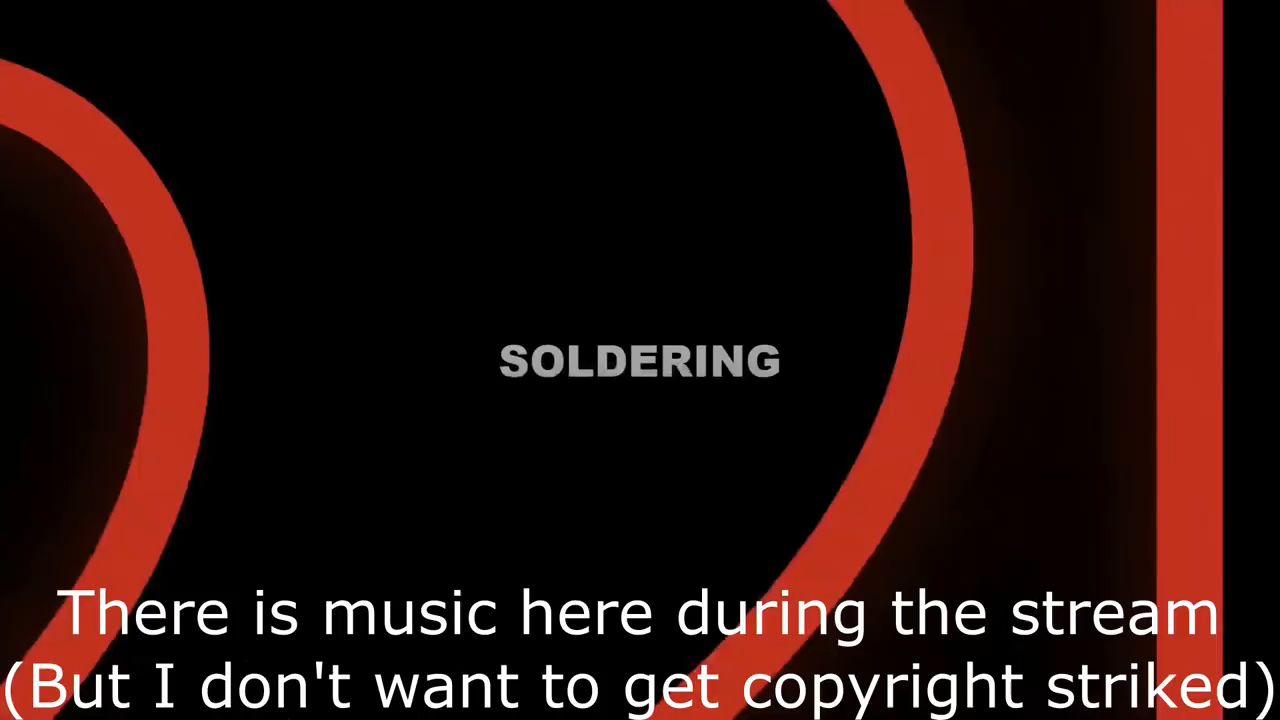 SOLDERING
There is music here during the stream
(But I don't want to get copyright striked)